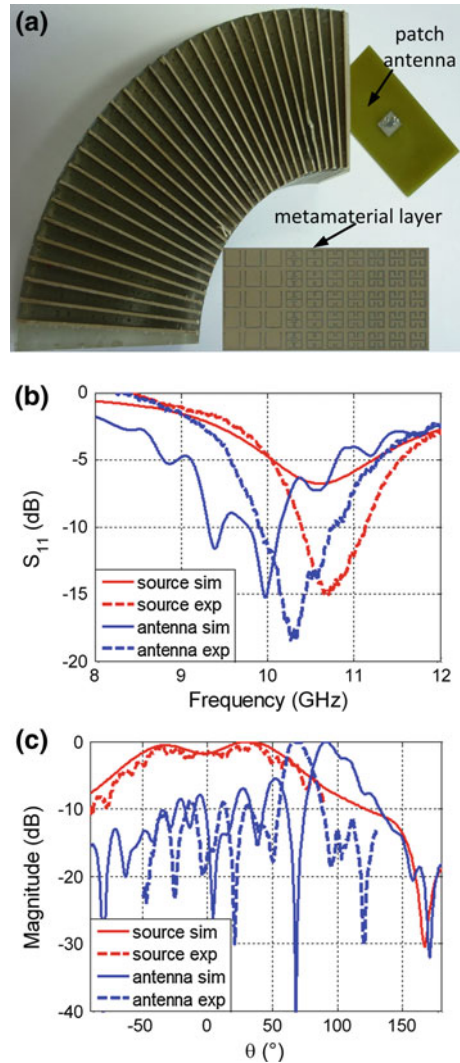 (a)
patch
antenna
metamaterial layer
(b)
0
-5
-10
-15
-20
S11 (dB)
source sim
source exp
antenna sim
antenna exp
8 9 10 11 12
Frequency (GHz)
(c)
0
-10
-20
-30
-40
Magnitude (dB)
source sim
source exp
antenna sim
antenna exp
-50 0 50 100 150
θ (°)